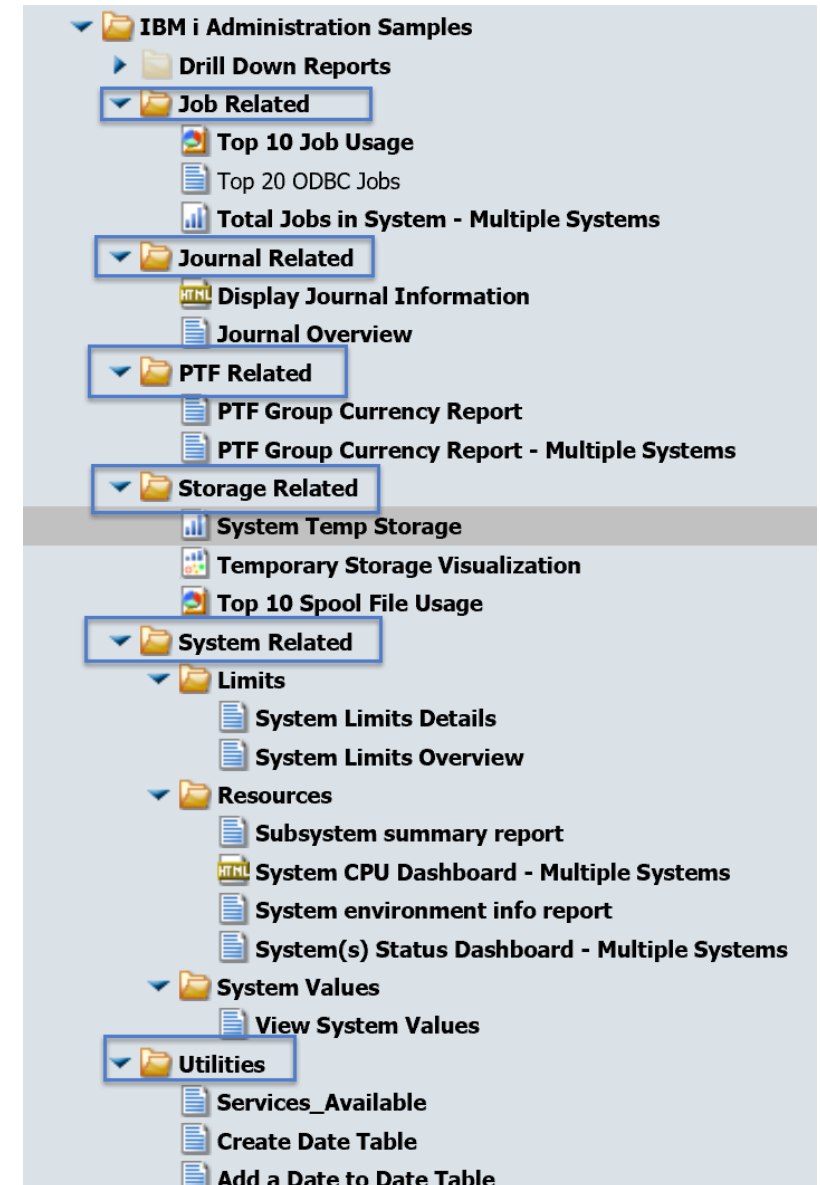 IBM i Administration Samples
Drill Down Reports
Job Related
Top 10 Job Usage
Top 20 ODBC Jobs
Total Jobs in System - Multiple Systems
Journal Related
HTML Display Journal Information
Journal Overview
PTF Related
PTF Group Currency Report
PTF Group Currency Report - Multiple Systems
Storage Related
System Temp Storage
Temporary Storage Visualization
Top 10 Spool File Usage
System Related
Limits
System Limits Details
System Limits Overview
Resources
Subsystem summary report
HTML System CPU Dashboard - Multiple Systems
System environment info report
System(s) Status Dashboard - Multiple Systems
System Values
View System Values
Utilities
Services_Available
Create Date Table
Add a Date to Date Table